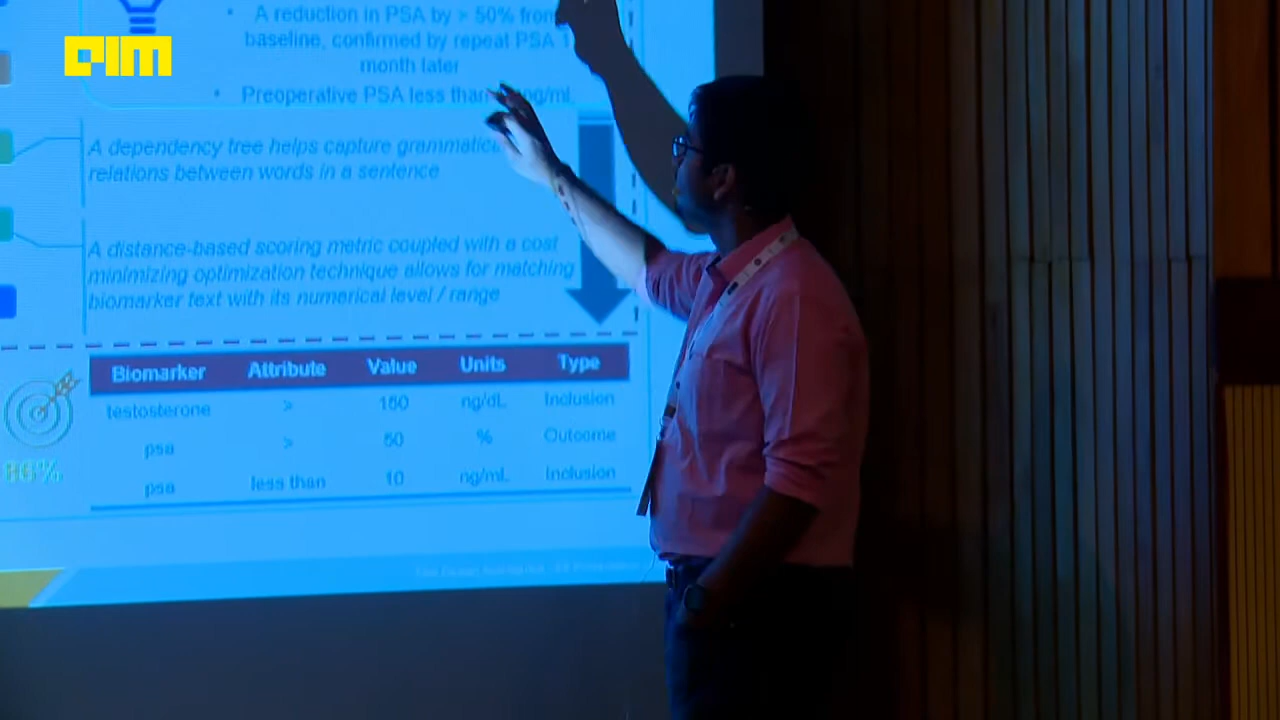 AIM
• A reduction in PSA by > 50% from
baseline, confirmed by repeat PSA 1
month later
• Preoperative PSA less than ng/mL
A dependency tree helps capture
relations between words in a sentence
A distance-based scoring metric coupled with a cost
minimizing optimization technique allows for matching
biomarker text with its numerical level / range
Biomarker Attribute Value Units Type
testosterone > 150 ng/dL Inclusion
psa > 50 % Outcome
psa less than 10 ng/mL Inclusion